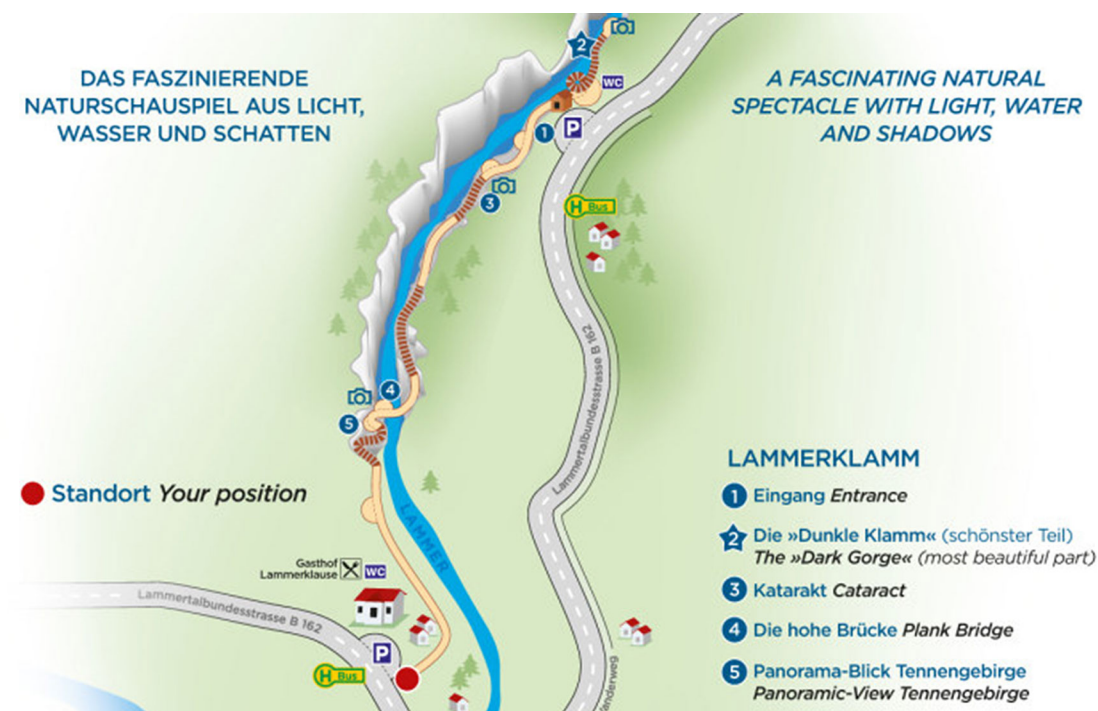 DAS FASZINIERENDE
NATURSCHAUSPIEL AUS LICHT,
WASSER UND SCHATTEN
A FASCINATING NATURAL
SPECTACLE WITH LIGHT, WATER
AND SHADOWS
2
WC
1
P
3
H Bus
Lammertalbundesstrasse B 162
4
5
Standort Your position
LAMMER
Gasthof
Lammerklause
WC
Lammertalbundesstrasse B 162
P
H Bus
LAMMERKLAMM
1 Eingang Entrance
2 Die »Dunkle Klamm« (schönster Teil)
The »Dark Gorge« (most beautiful part)
3 Katarakt Cataract
4 Die hohe Brücke Plank Bridge
5 Panorama-Blick Tennengebirge
Panoramic-View Tennengebirge